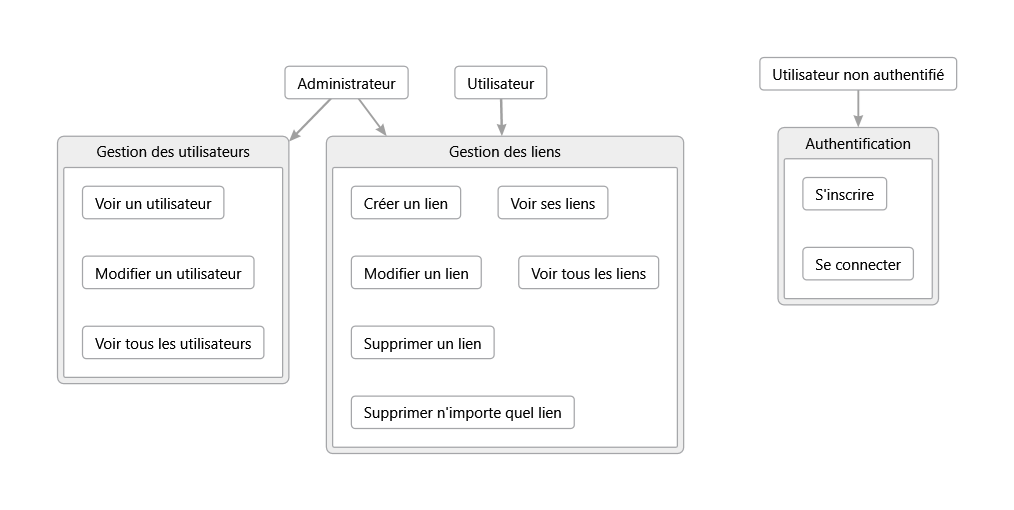 Administrateur
Utilisateur
Utilisateur non authentifié
Gestion des utilisateurs
Voir un utilisateur
Modifier un utilisateur
Voir tous les utilisateurs
Gestion des liens
Créer un lien
Voir ses liens
Modifier un lien
Voir tous les liens
Supprimer un lien
Supprimer n'importe quel lien
Authentification
S'inscrire
Se connecter